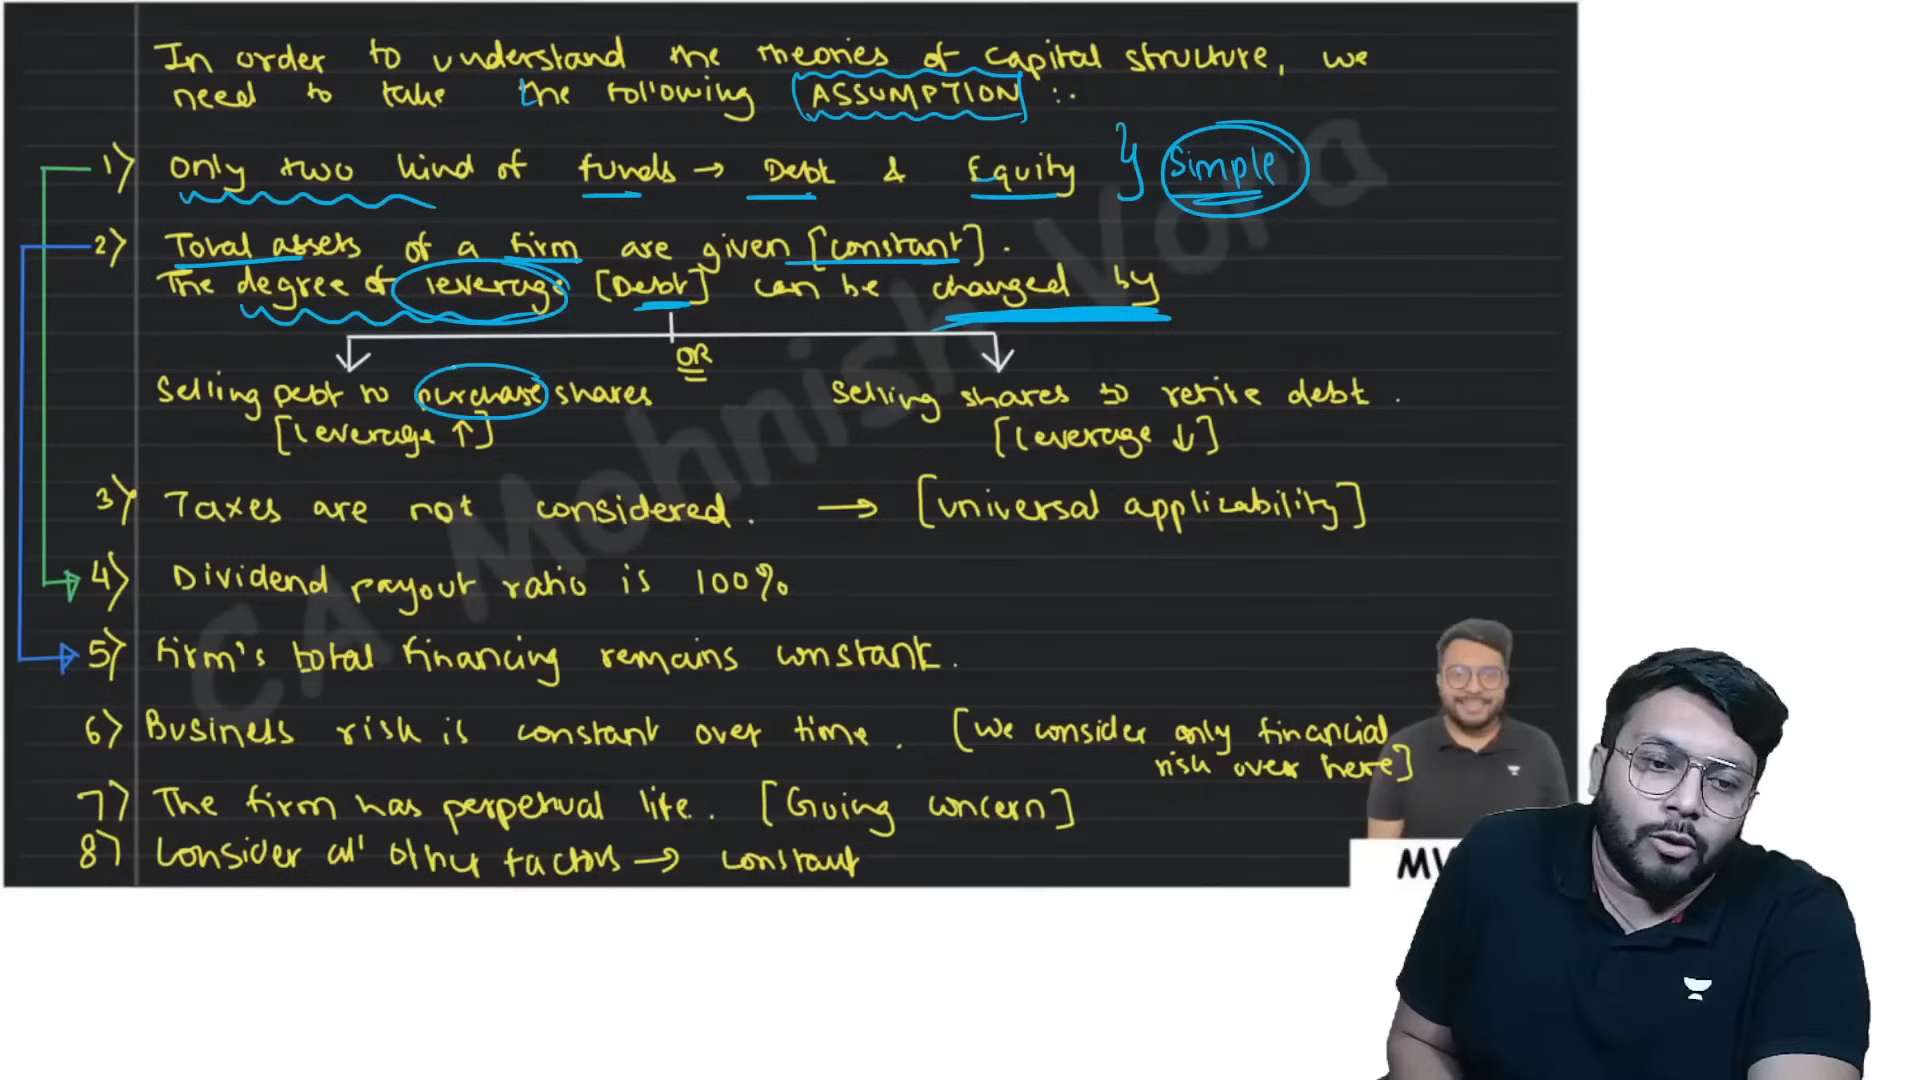 In order to understand the theories of capital structure, we
need to take the following ASSUMPTION :.
1) Only two kind of funds → Debt & Equity } Simple
2) Total assets of a firm are given [constant].
The degree of leverage [Debt] can be changed by
OR
Selling Debt to purchase shares
[leverage ↑]
Selling shares to retire debt.
[leverage ↓]
3) Taxes are not considered. → [universal applicability]
4) Dividend payout ratio is 100%
5) Firm's total financing remains constant.
6) Business risk is constant over time. [We consider only financial
risk over here]
7) The firm has perpetual life. [Going concern]
8) Consider all other factors → constant
CA Mohnish Vora